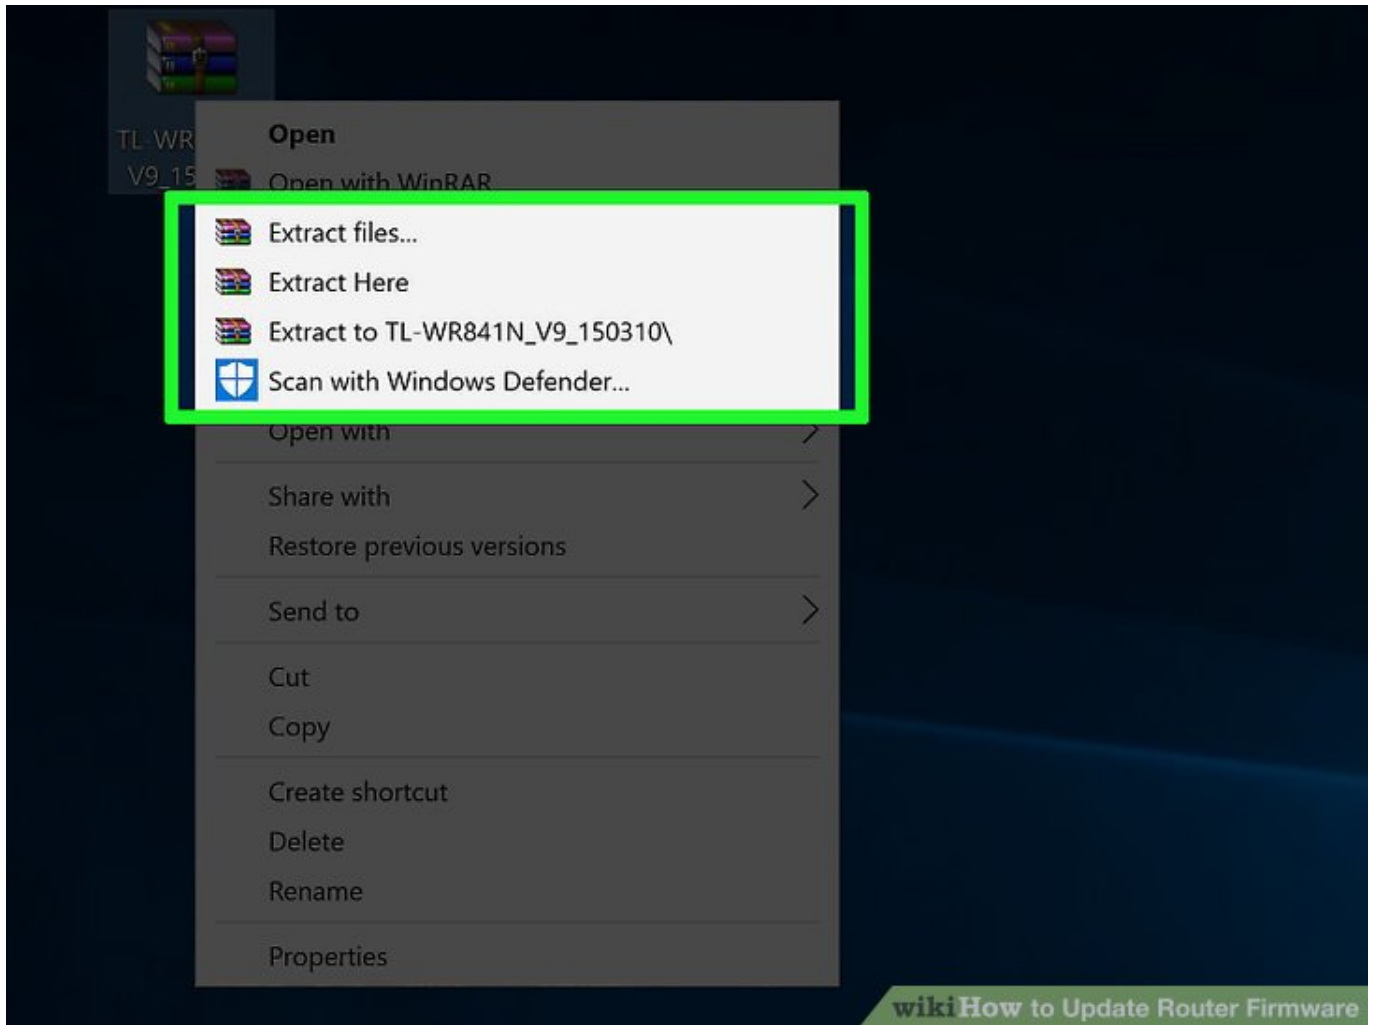 TL-WR
V9_15
Open
Open with WinRAR
Extract files...
Extract Here
Extract to TL-WR841N_V9_150310\
Scan with Windows Defender...
Open with
Share with
Restore previous versions
Send to
Cut
Copy
Create shortcut
Delete
Rename
Properties
wikiHow to Update Router Firmware